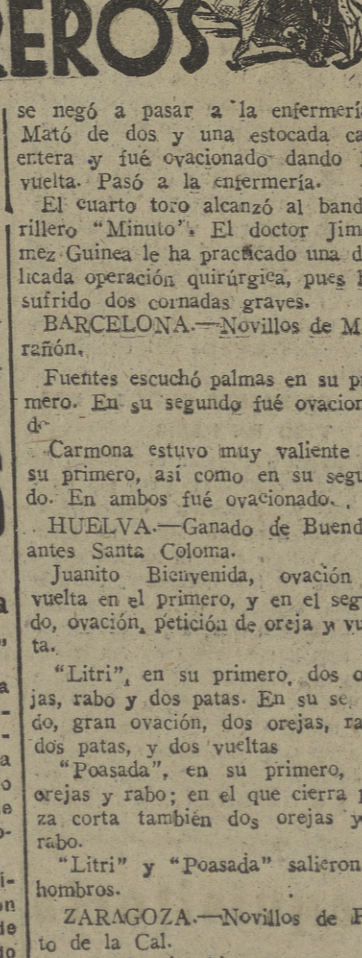 REROS
se negó a pasar a la enfermerí
Mató de dos y una estocada ca
entera y fué ovacionado dando
vuelta. Pasó a la enfermería.
El cuarto toro alcanzó al band
rillero "Minuto". El doctor Jim
mez Guinea le ha practicado una d
licada operación quirúrgica, pues
sufrido dos cornadas graves.
BARCELONA.—Novillos de M
rañón.
Fuentes escuchó palmas en su p
mero. En su segundo fué ovacion
do
Carmona estuvo muy valiente
su primero, así como en su segu
do. En ambos fué ovacionado.
HUELVA.—Ganado de Buend
antes Santa Coloma.
Juanito Bienvenida, ovación
vuelta en el primero, y en el seg
do, ovación, petición de oreja y vu
ta.
"Litri", en su primero, dos o
jas, rabo y dos patas. En su se
do, gran ovación, dos orejas, ra
dos patas, y dos vueltas
"Poasada", en su primero,
orejas y rabo; en el que cierra
za corta también dos orejas y
rabo.
"Litri" y "Poasada" salieron
hombros.
ZARAGOZA.—Novillos de P
to de la Cal.